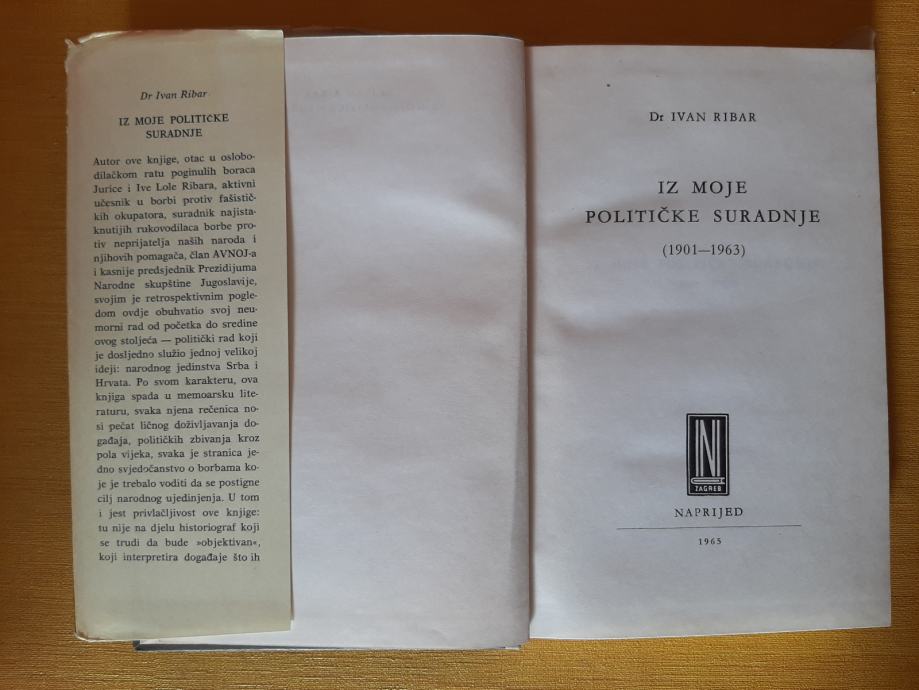 Dr Ivan Ribar
IZ MOJE POLITIČKE
SURADNJE
Autor ove knjige, otac u oslobo-
dilačkom ratu poginulih boraca
Jurice i Ive Lole Ribara, aktivni
učesnik u borbi protiv fašistič-
kih okupatora, suradnik najista-
knutijih rukovodilaca borbe pro-
tiv neprijatelja naših naroda i
njihovih pomagača, član AVNOJ-a
i kasnije predsjednik Prezidijuma
Narodne skupštine Jugoslavije,
svojim je retrospektivnim pogle-
dom ovdje obuhvatio svoj neu-
morni rad od početka do sredine
ovog stoljeća — politički rad koji
je dosljedno služio jednoj velikoj
ideji: narodnog jedinstva Srba i
Hrvata. Po svom karakteru, ova
knjiga spada u memoarsku lite-
raturu, svaka njena rečenica no-
si pečat ličnog doživljavanja do-
gađaja, političkih zbivanja kroz
pola vijeka, svaka je stranica je-
dno svjedočanstvo o borbama ko-
je je trebalo voditi da se postigne
cilj narodnog ujedinjenja. U tom
i jest privlačljivost ove knjige:
tu nije na djelu historiograf koji
se trudi da bude »objektivan«,
koji interpretira događaje što ih
Dr IVAN RIBAR
IZ MOJE
POLITIČKE SURADNJE
(1901—1963)
N
ZAGREB
NAPRIJED
1965